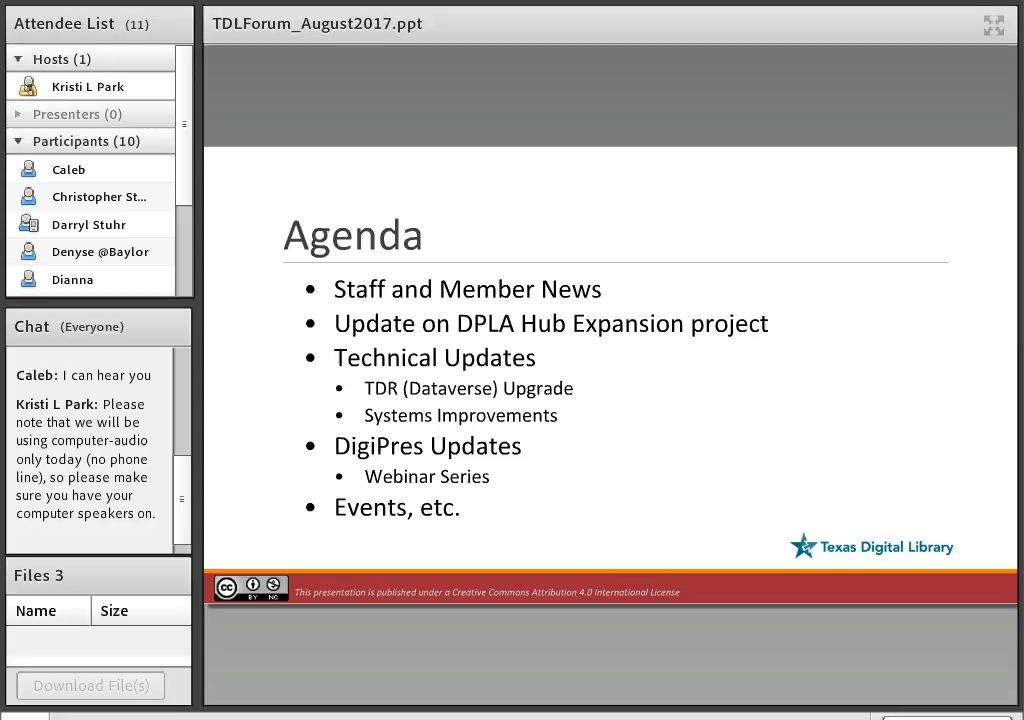 Attendee List (11)
Hosts (1)
Kristi L Park
Presenters (0)
Participants (10)
Caleb
Christopher St...
Darryl Stuhr
Denyse @Baylor
Dianna
Chat (Everyone)
Caleb: I can hear you
Kristi L Park: Please
note that we will be
using computer-audio
only today (no phone
line), so please make
sure you have your
computer speakers on.
Files 3
Name Size
Download File(s)
TDLForum_August2017.ppt
Agenda
• Staff and Member News
• Update on DPLA Hub Expansion project
• Technical Updates
• TDR (Dataverse) Upgrade
• Systems Improvements
• DigiPres Updates
• Webinar Series
• Events, etc.
Texas Digital Library
cc BY NC
This presentation is published under a Creative Commons Attribution 4.0 International License